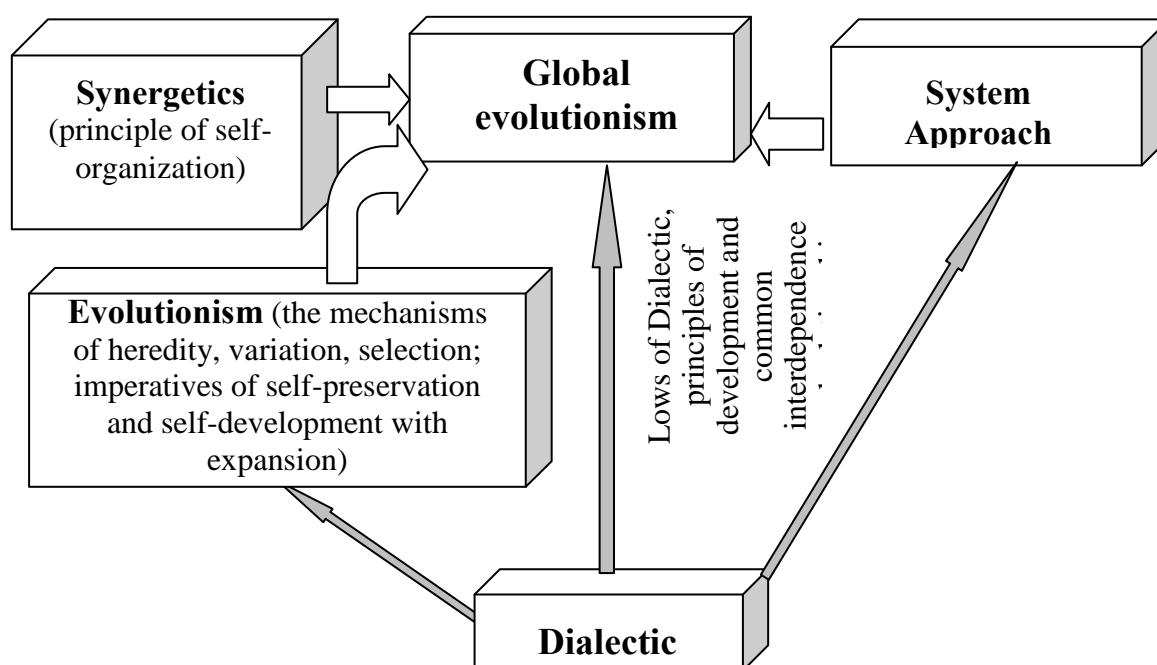 Synergetics
(principle of self-
organization)
Global
evolutionism
System
Approach
Evolutionism (the mechanisms
of heredity, variation, selection;
imperatives of self-preservation
and self-development with
expansion)
Lows of Dialectic,
principles of
development and
common
interdependence
Dialectic